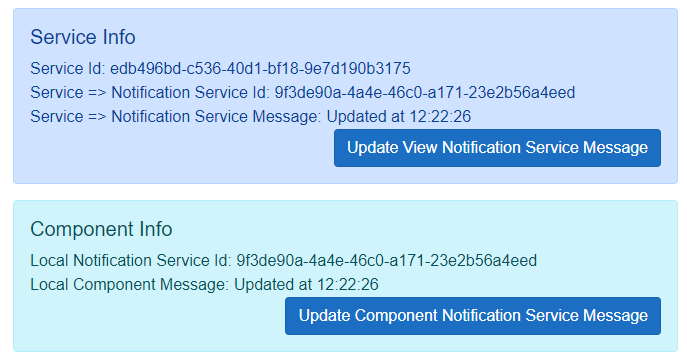 Service Info
Service Id: edb496bd-c536-40d1-bf18-9e7d190b3175
Service => Notification Service Id: 9f3de90a-4a4e-46c0-a171-23e2b56a4eed
Service => Notification Service Message: Updated at 12:22:26
Update View Notification Service Message
Component Info
Local Notification Service Id: 9f3de90a-4a4e-46c0-a171-23e2b56a4eed
Local Component Message: Updated at 12:22:26
Update Component Notification Service Message